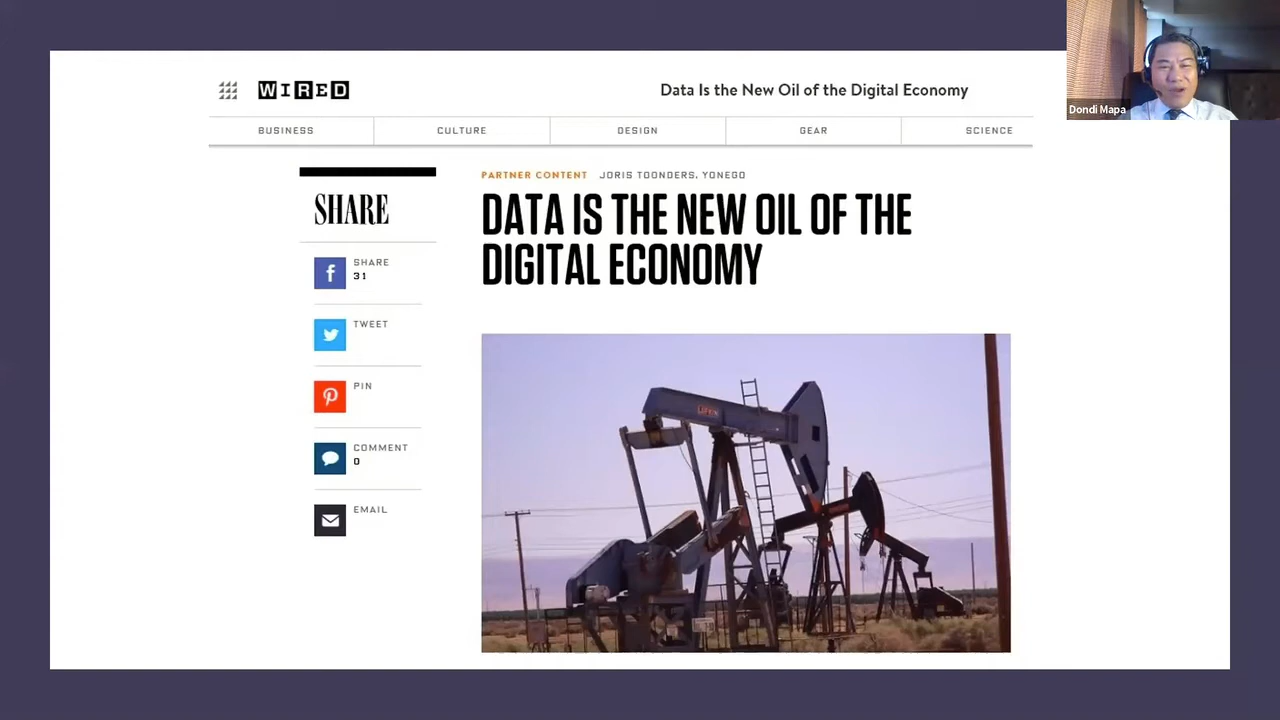 WIRED
Data Is the New Oil of the Digital Economy
BUSINESS
CULTURE
DESIGN
GEAR
SCIENCE
Dondi Mapa
PARTNER CONTENT JORIS TOONDERS, YONEGO
DATA IS THE NEW OIL OF THE
DIGITAL ECONOMY
SHARE
SHARE
31
TWEET
PIN
COMMENT
0
EMAIL
LUFKIN